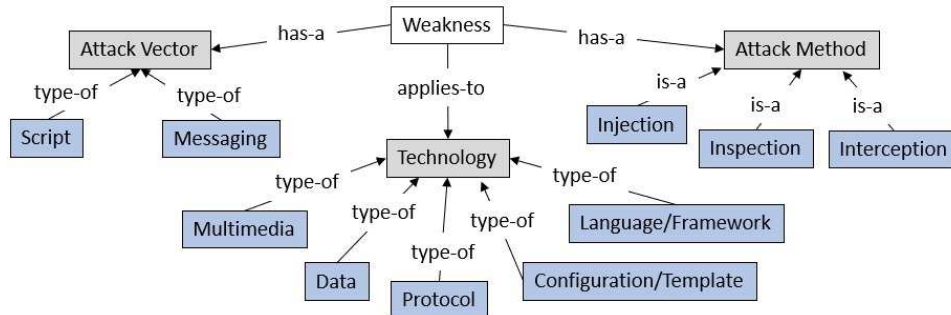 Weakness
has-a
has-a
Attack Vector
Attack Method
type-of
type-of
applies-to
is-a
is-a
is-a
Script
Messaging
Injection
Inspection
Interception
Technology
type-of
type-of
type-of
type-of
type-of
Multimedia
Language/Framework
Data
Protocol
Configuration/Template